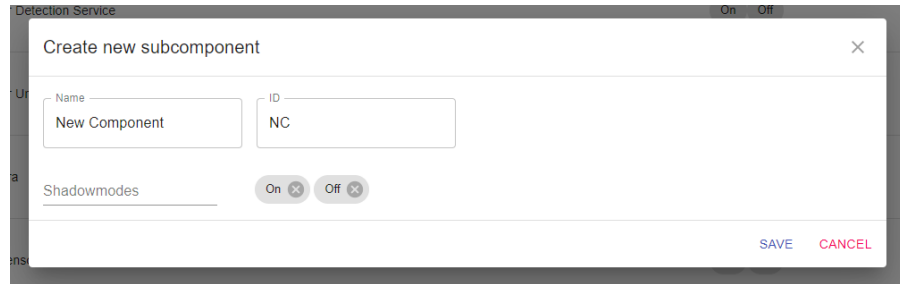 Detection Service On Off
Create new subcomponent
Name ID
New Component NC
Shadowmodes On Off
SAVE CANCEL